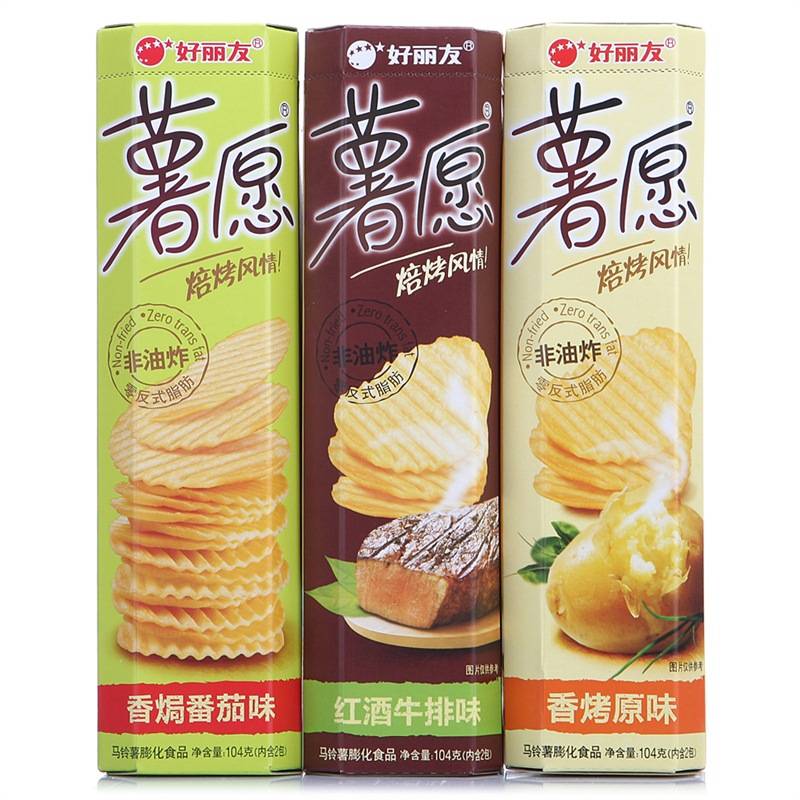 好丽友®
薯愿®
焙烤风情!
•Non-fried •Zero trans fat
非油炸
零反式脂肪
香焗番茄味
马铃薯膨化食品 净含量:104克(内含2包)
好丽友®
薯愿®
焙烤风情!
•Non-fried •Zero trans fat
非油炸
零反式脂肪
图片仅供参考
红酒牛排味
马铃薯膨化食品 净含量:104克(内含2包)
好丽友®
薯愿®
焙烤风情!
•Non-fried •Zero trans fat
非油炸
零反式脂肪
图片仅供参考
香烤原味
马铃薯膨化食品 净含量:104克(内含2包)